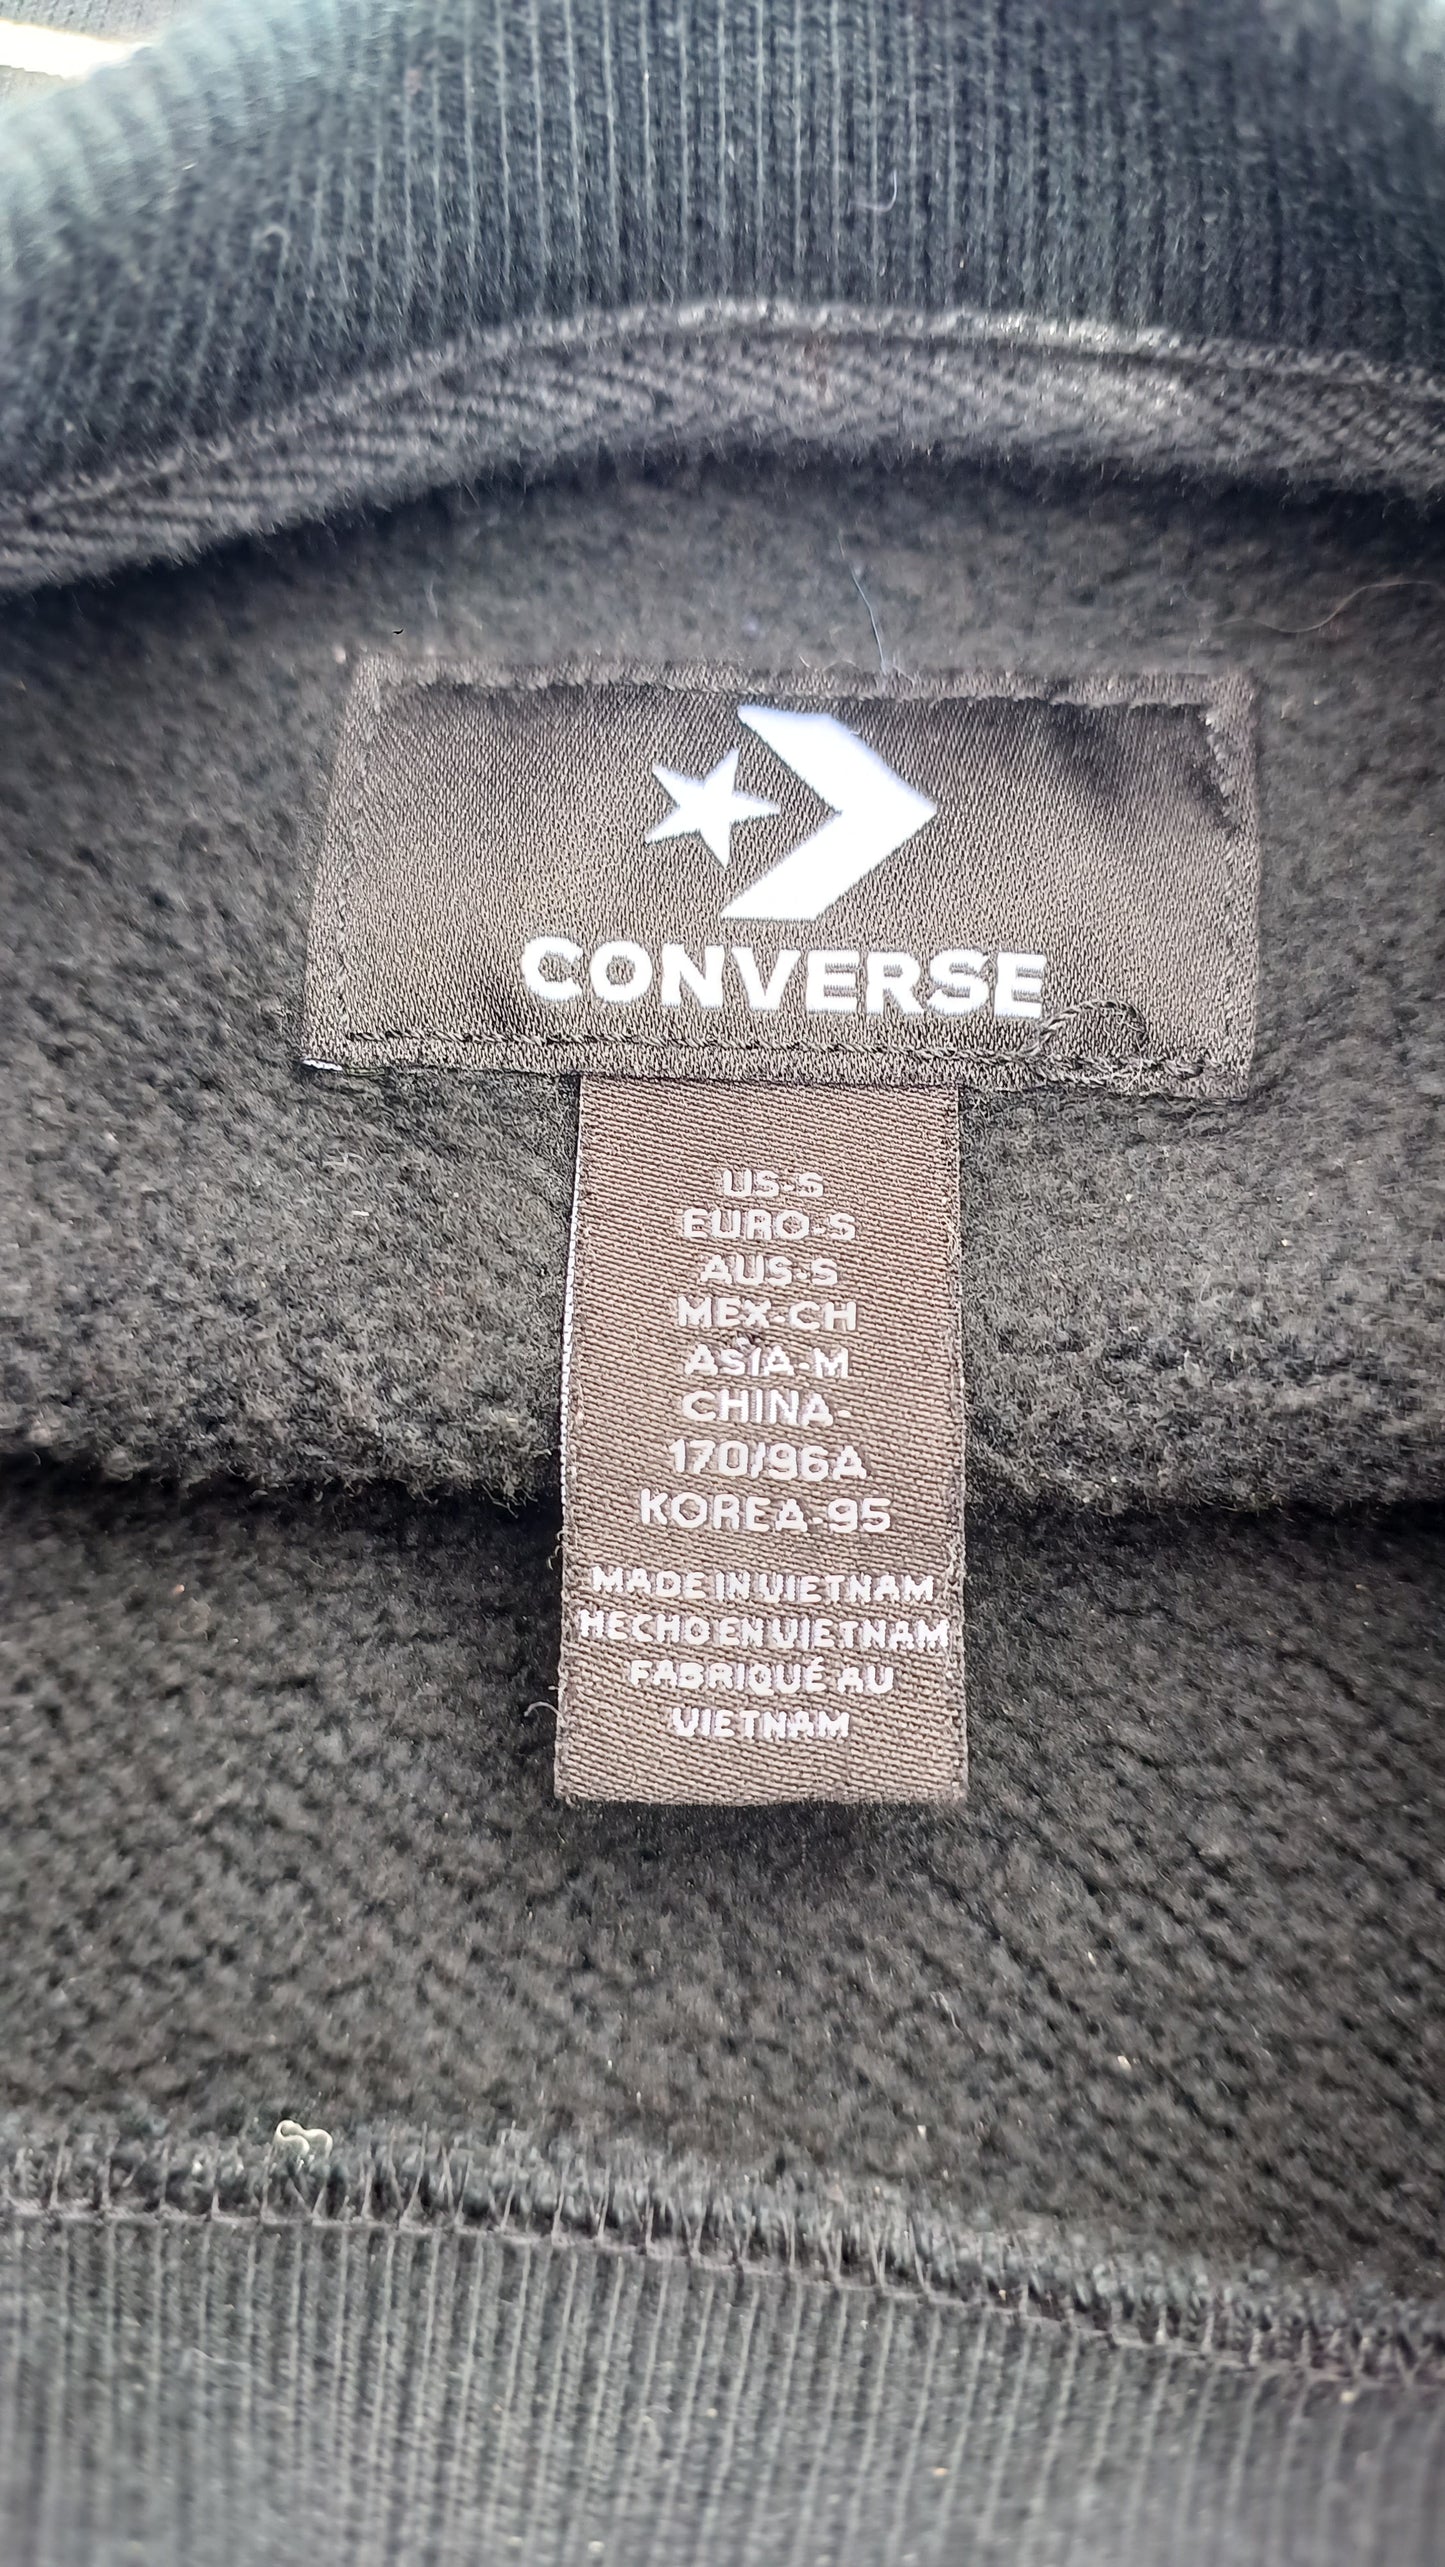 CONVERSE
US-S
EURO-S
AUS-S
MEX-CH
ASIA-M
CHINA-
170/96A
KOREA-95
MADE IN VIETNAM
HECHO EN VIETNAM
FABRIQUÉ AU
VIETNAM